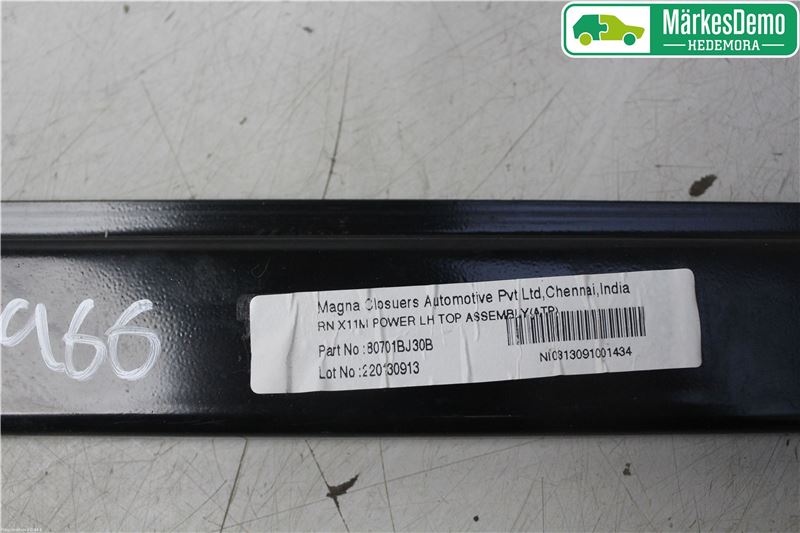 MärkesDemo
HEDEMORA
Magna Closuers Automotive Pvt Ltd,Chennai,India
RN X11M POWER LH TOP ASSEMBLY(ATP)
Part No :80701BJ30B
Lot No :220130913
NI0313091001434
966